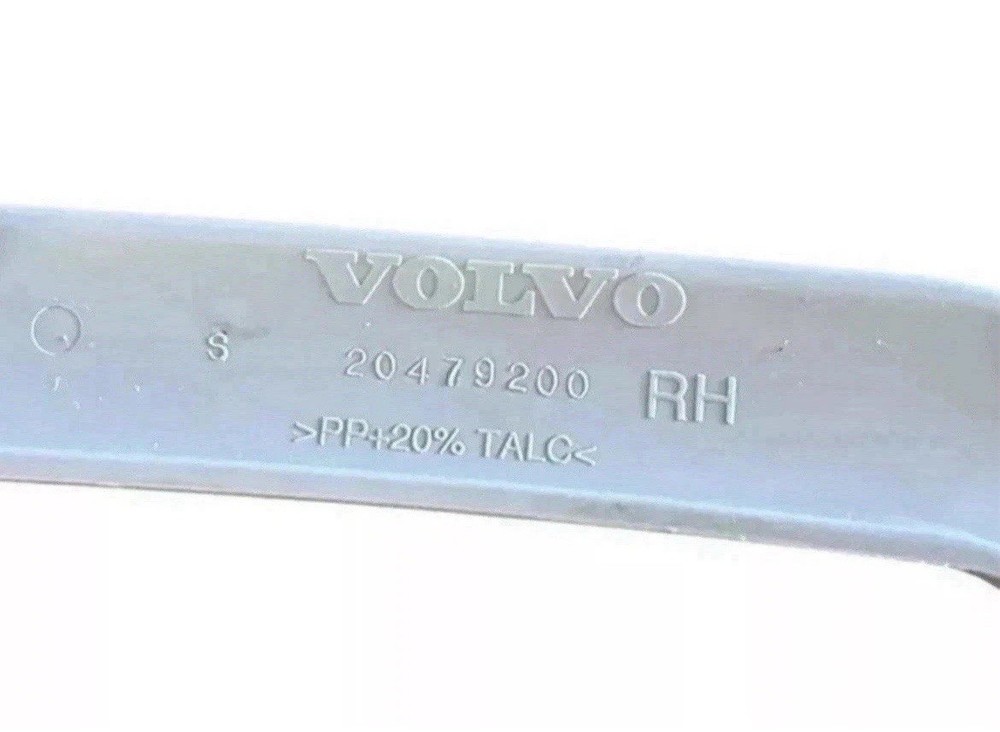 VOLVO
S
20479200 RH
>PP+20% TALC<